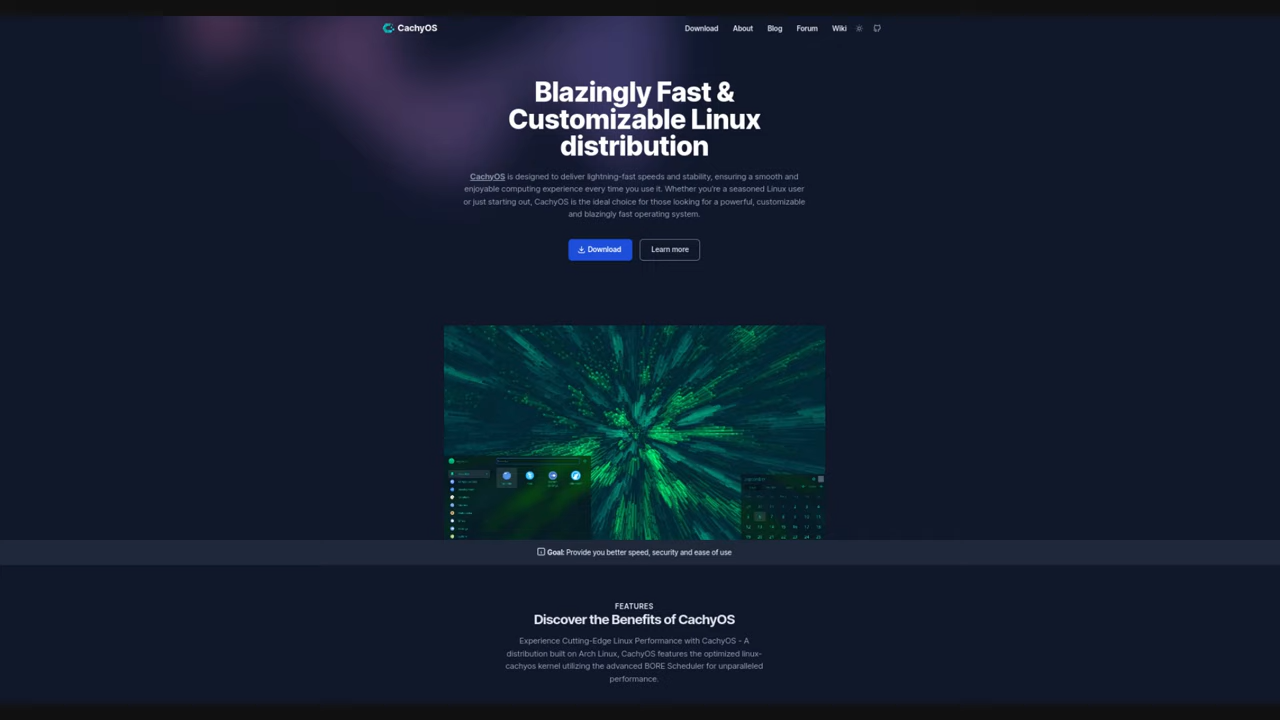 CachyOS
Download About Blog Forum Wiki
Blazingly Fast &
Customizable Linux
distribution
CachyOS is designed to deliver lightning-fast speeds and stability, ensuring a smooth and
enjoyable computing experience every time you use it. Whether you're a seasoned Linux user
or just starting out, CachyOS is the ideal choice for those looking for a powerful, customizable
and blazingly fast operating system.
Download Learn more
Goal: Provide you better speed, security and ease of use
FEATURES
Discover the Benefits of CachyOS
Experience Cutting-Edge Linux Performance with CachyOS - A
distribution built on Arch Linux, CachyOS features the optimized linux-
cachyos kernel utilizing the advanced BORE Scheduler for unparalleled
performance.